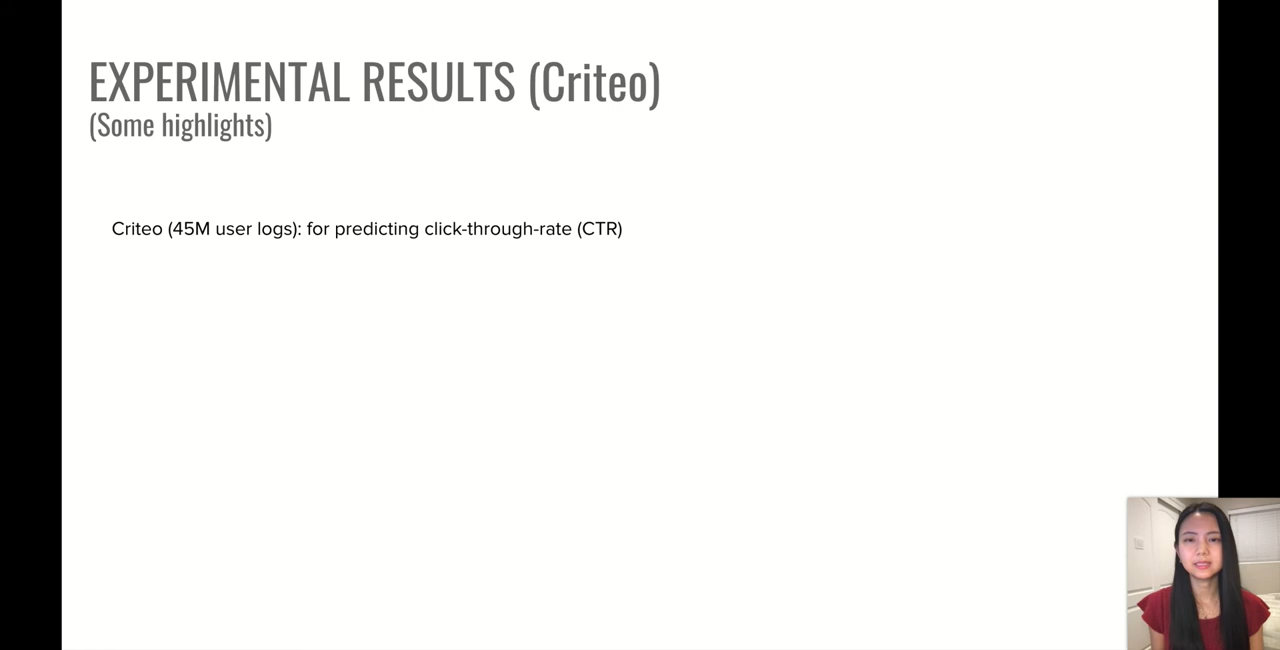 EXPERIMENTAL RESULTS (Criteo)
(Some highlights)
Criteo (45M user logs): for predicting click-through-rate (CTR)